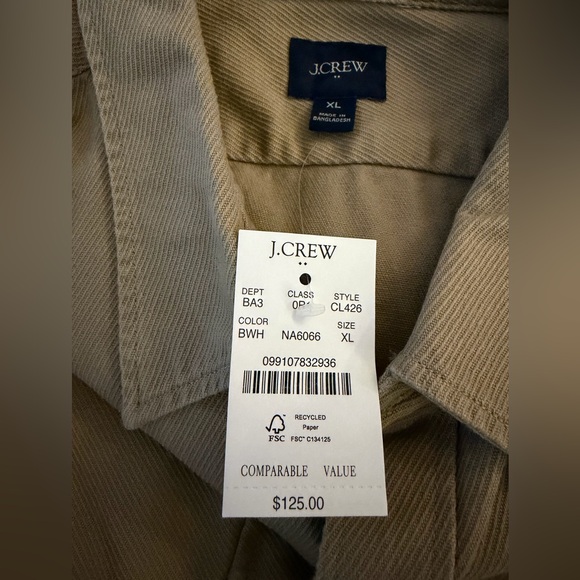 J.CREW
XL
MADE IN
BANGLADESH
J.CREW
DEPT CLASS STYLE
BA3 CL426
COLOR SIZE
BWH NA6066 XL
099107832936
RECYCLED
Paper
FSC
FSC® C134125
COMPARABLE VALUE
$125.00